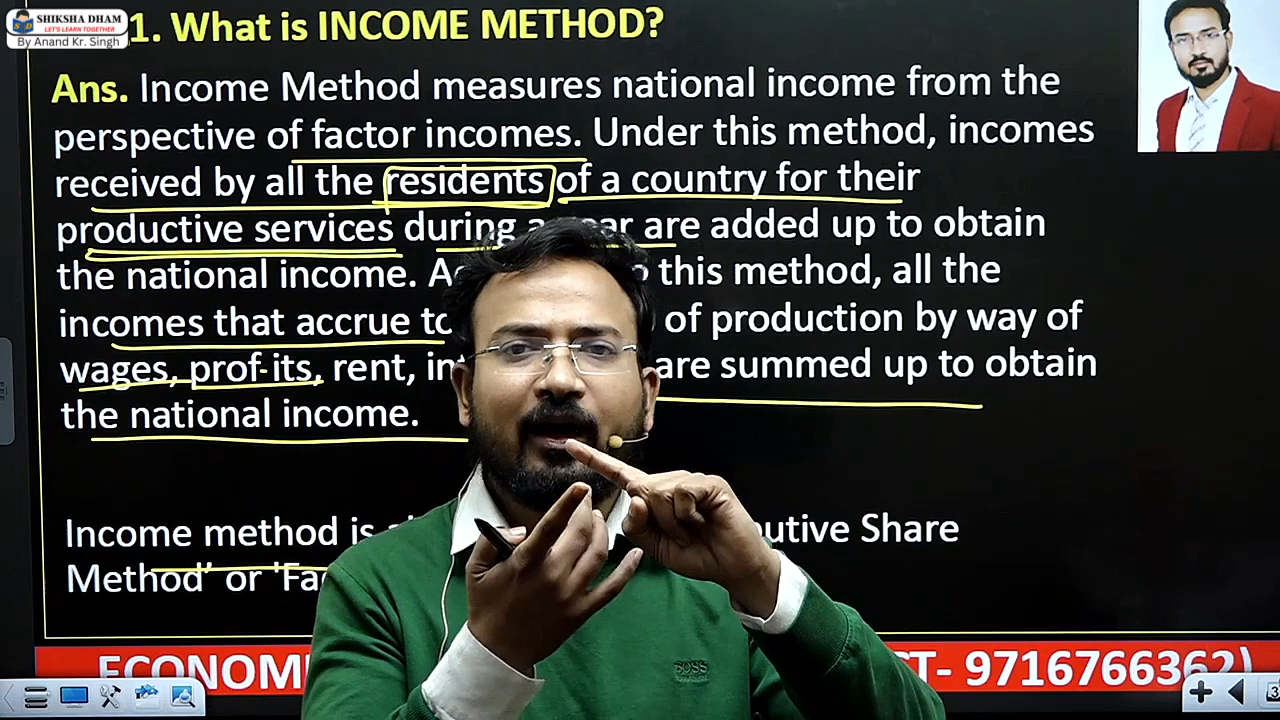 SHIKSHA DHAM
LET'S LEARN TOGETHER
By Anand Kr. Singh
1. What is INCOME METHOD?
Ans. Income Method measures national income from the
perspective of factor incomes. Under this method, incomes
received by all the residents of a country for their
productive services during a are added up to obtain
the national income. this method, all the
incomes that accrue to of production by way of
wages, prof-its, rent, are summed up to obtain
the national income.
Income method is Share
Method' or
BOSS
9716766362)